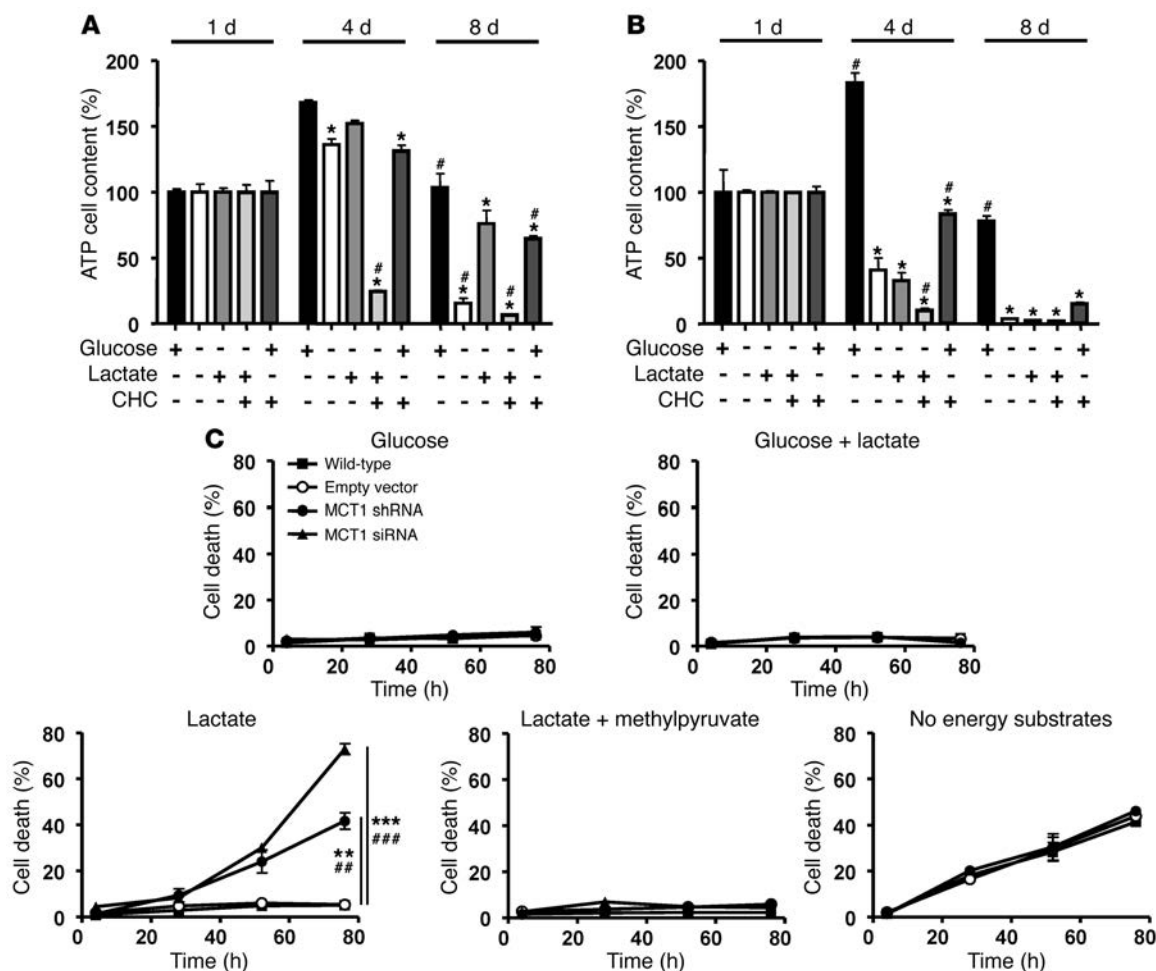 A
1 d 4 d 8 d
ATP cell content (%)
200
150
100
50
0
#
* * * #
#
* #
* #
* #
*
Glucose + - - - + + - - - + + - - - +
Lactate - - + + - - - + + - - - + + -
CHC - - - + + - - - + + - - - + +
B
1 d 4 d 8 d
ATP cell content (%)
200
150
100
50
0
#
* * #
* #
* #
* * * *
Glucose + - - - + + - - - + + - - - +
Lactate - - + + - - - + + - - - + + -
CHC - - - + + - - - + + - - - + +
C
Glucose
Cell death (%)
80
60
40
20
0
Wild-type
Empty vector
MCT1 shRNA
MCT1 siRNA
0 20 40 60 80
Time (h)
Glucose + lactate
Cell death (%)
80
60
40
20
0
0 20 40 60 80
Time (h)
Lactate
Cell death (%)
80
60
40
20
0
***
###
**
##
0 20 40 60 80
Time (h)
Lactate + methylpyruvate
Cell death (%)
80
60
40
20
0
0 20 40 60 80
Time (h)
No energy substrates
Cell death (%)
80
60
40
20
0
0 20 40 60 80
Time (h)